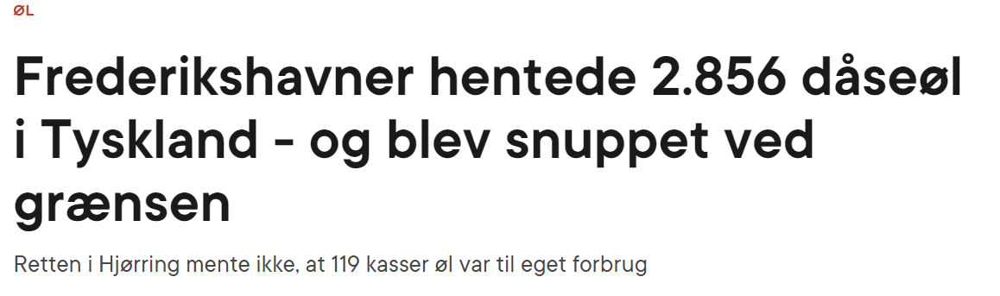 ØL
Frederikshavner hentede 2.856 dåseøl
i Tyskland - og blev snuppet ved
grænsen
Retten i Hjørring mente ikke, at 119 kasser øl var til eget forbrug